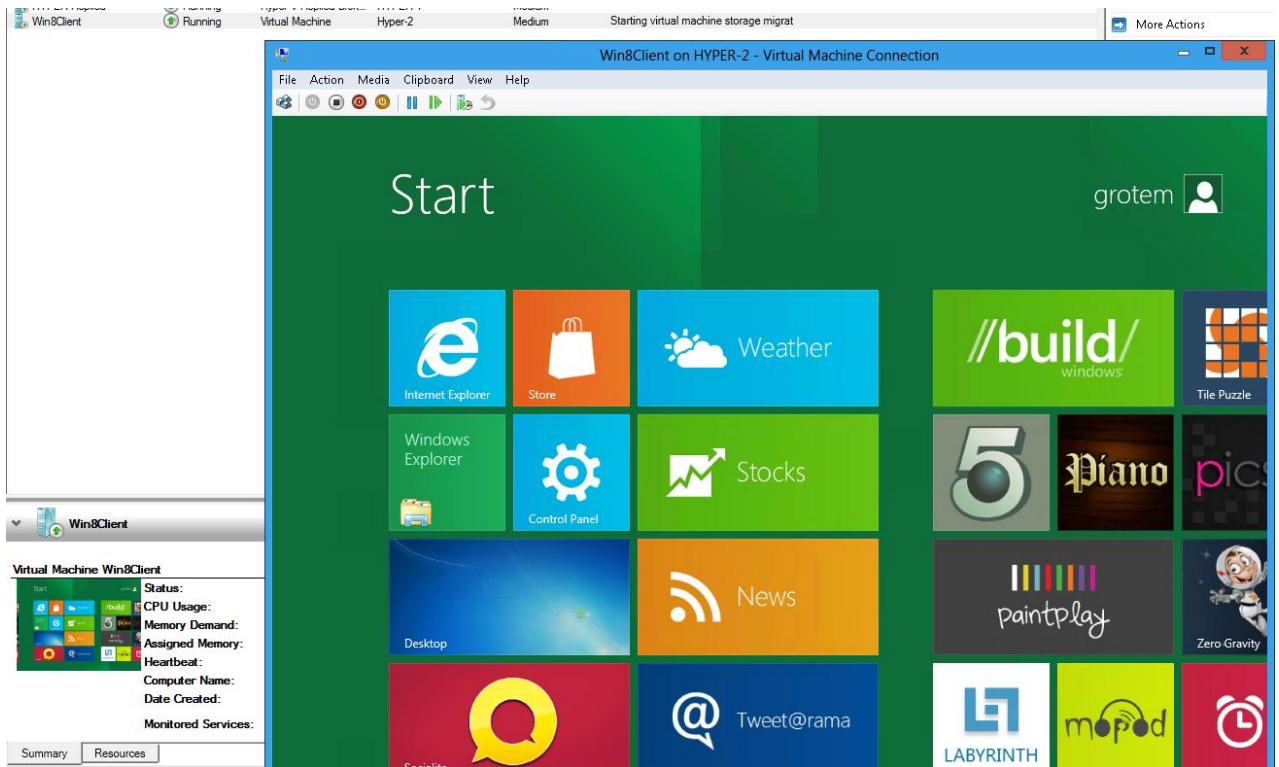 Win8Client Running Virtual Machine Hyper-2 Medium Starting virtual machine storage migrat
More Actions
Win8Client on HYPER-2 - Virtual Machine Connection
X
File Action Media Clipboard View Help
Start
grotem
Internet Explorer
Store
Weather
//build/
windows
Tile Puzzle
Windows
Explorer
Control Panel
Stocks
5
Piano
pics
Desktop
News
paintplay
Zero Gravity
Tweet@rama
LABYRINTH
mopod
Win8Client
Virtual Machine Win8Client
Status:
CPU Usage:
Memory Demand:
Assigned Memory:
Heartbeat:
Computer Name:
Date Created:
Monitored Services:
Summary Resources